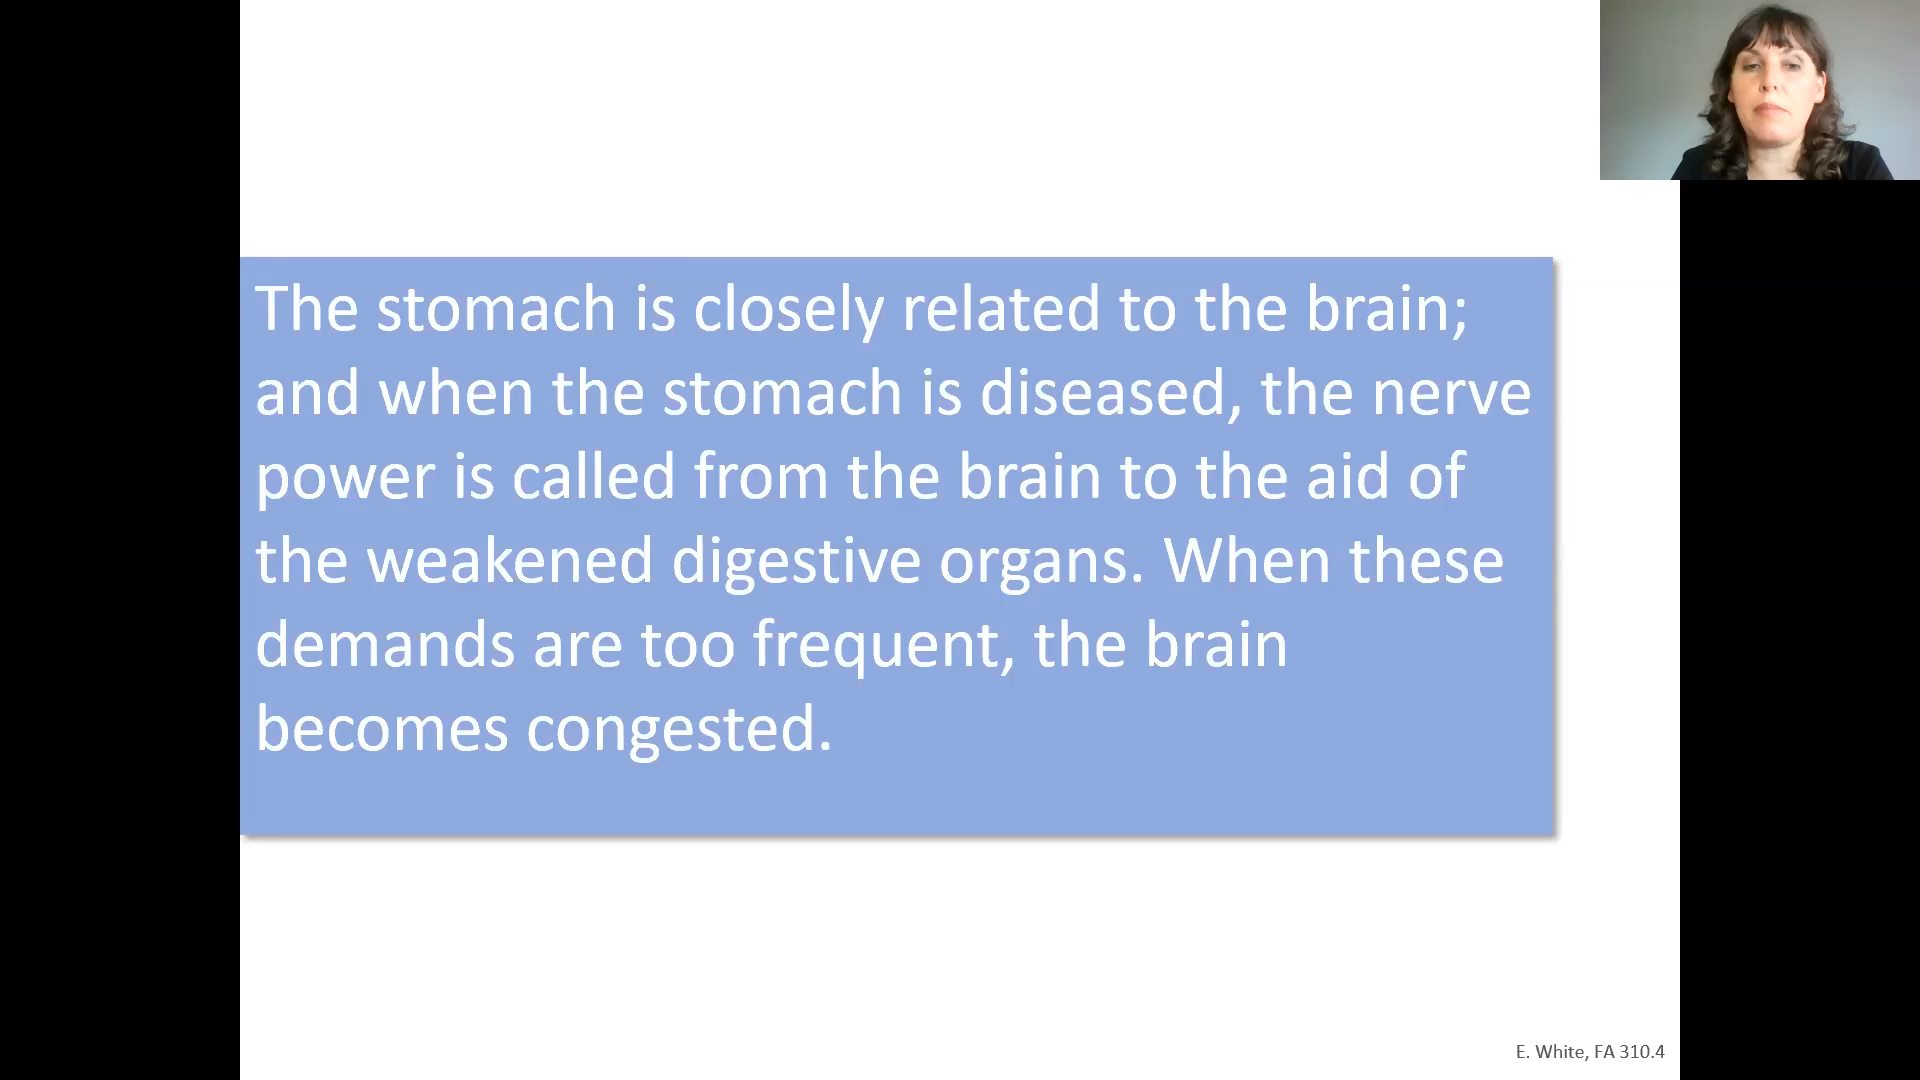 The stomach is closely related to the brain;
and when the stomach is diseased, the nerve
power is called from the brain to the aid of
the weakened digestive organs. When these
demands are too frequent, the brain
becomes congested.
E. White, FA 310.4